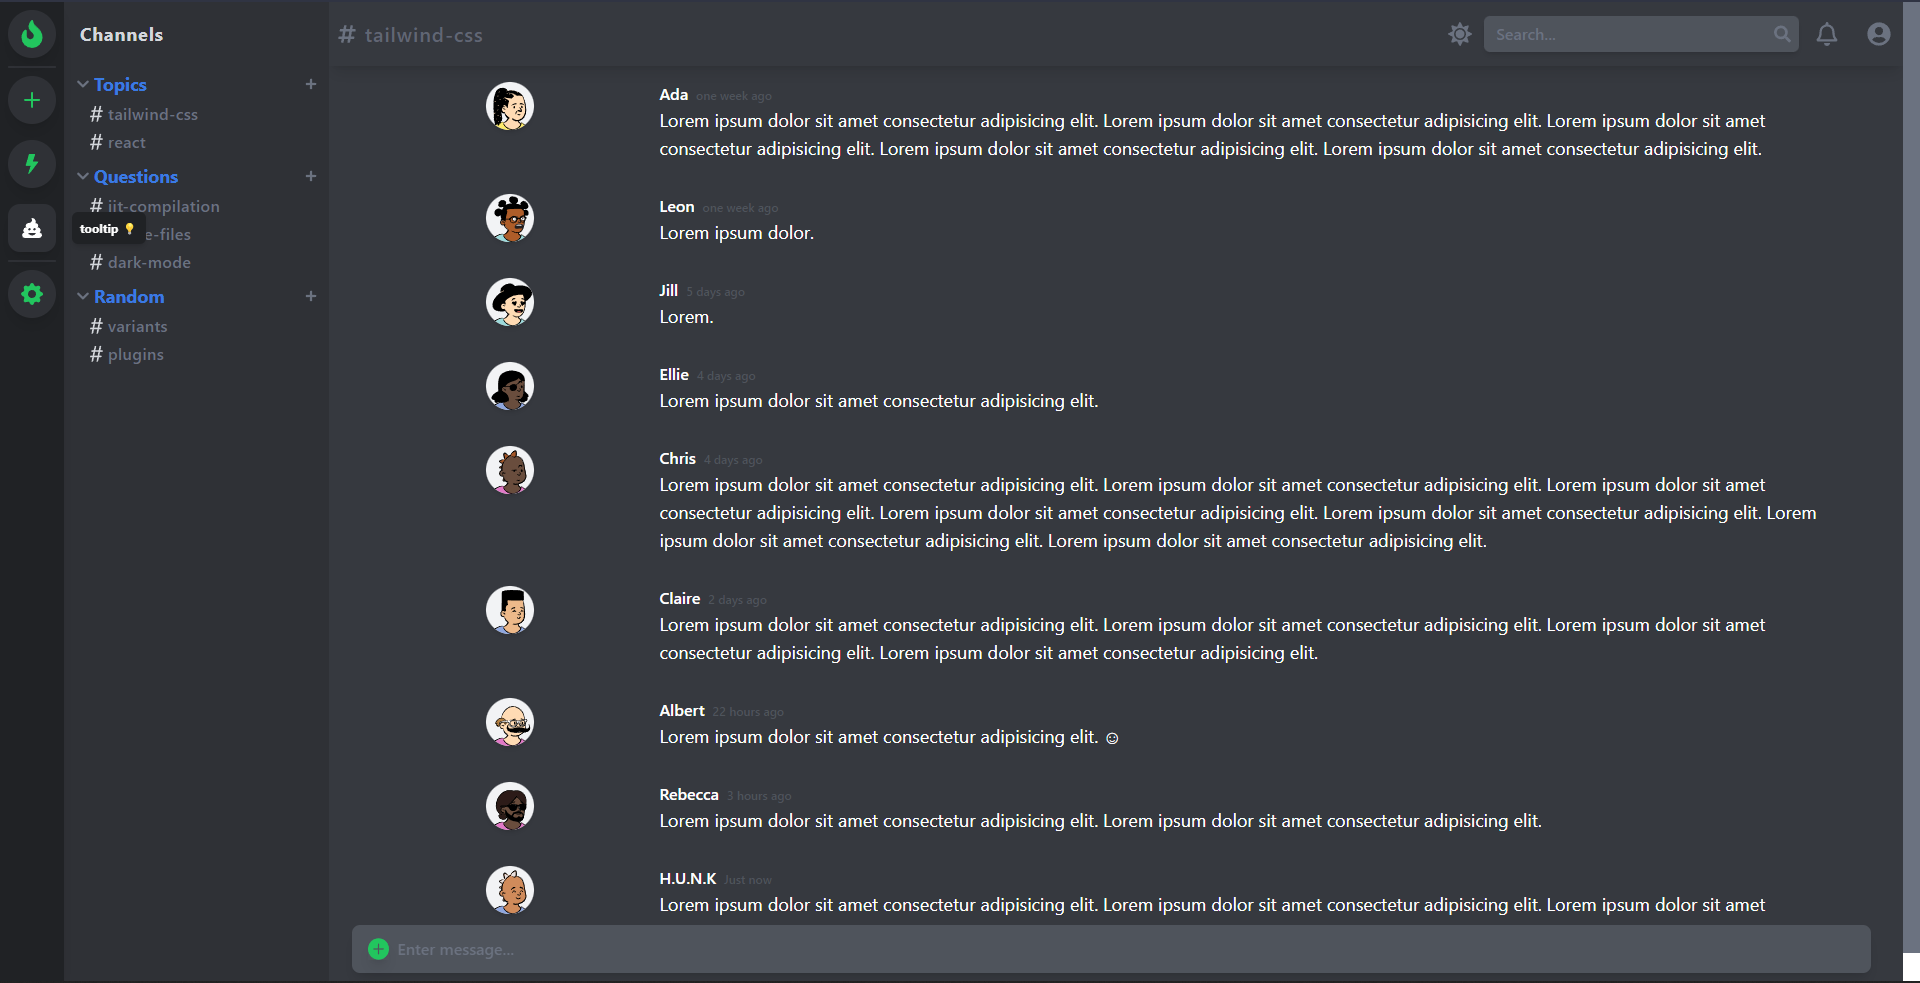 Channels
Topics
# tailwind-css
# react
Questions
# jit-compilation
e-files
# dark-mode
Random
# variants
# plugins
tooltip 💡
# tailwind-css
Search...
Ada one week ago
Lorem ipsum dolor sit amet consectetur adipisicing elit. Lorem ipsum dolor sit amet consectetur adipisicing elit. Lorem ipsum dolor sit amet
consectetur adipisicing elit. Lorem ipsum dolor sit amet consectetur adipisicing elit. Lorem ipsum dolor sit amet consectetur adipisicing elit.
Leon one week ago
Lorem ipsum dolor.
Jill 5 days ago
Lorem.
Ellie 4 days ago
Lorem ipsum dolor sit amet consectetur adipisicing elit.
Chris 4 days ago
Lorem ipsum dolor sit amet consectetur adipisicing elit. Lorem ipsum dolor sit amet consectetur adipisicing elit. Lorem ipsum dolor sit amet
consectetur adipisicing elit. Lorem ipsum dolor sit amet consectetur adipisicing elit. Lorem ipsum dolor sit amet consectetur adipisicing elit. Lorem
ipsum dolor sit amet consectetur adipisicing elit. Lorem ipsum dolor sit amet consectetur adipisicing elit.
Claire 2 days ago
Lorem ipsum dolor sit amet consectetur adipisicing elit. Lorem ipsum dolor sit amet consectetur adipisicing elit. Lorem ipsum dolor sit amet
consectetur adipisicing elit. Lorem ipsum dolor sit amet consectetur adipisicing elit.
Albert 22 hours ago
Lorem ipsum dolor sit amet consectetur adipisicing elit. ☺
Rebecca 3 hours ago
Lorem ipsum dolor sit amet consectetur adipisicing elit. Lorem ipsum dolor sit amet consectetur adipisicing elit.
H.U.N.K Just now
Lorem ipsum dolor sit amet consectetur adipisicing elit. Lorem ipsum dolor sit amet consectetur adipisicing elit. Lorem ipsum dolor sit amet
Enter message...